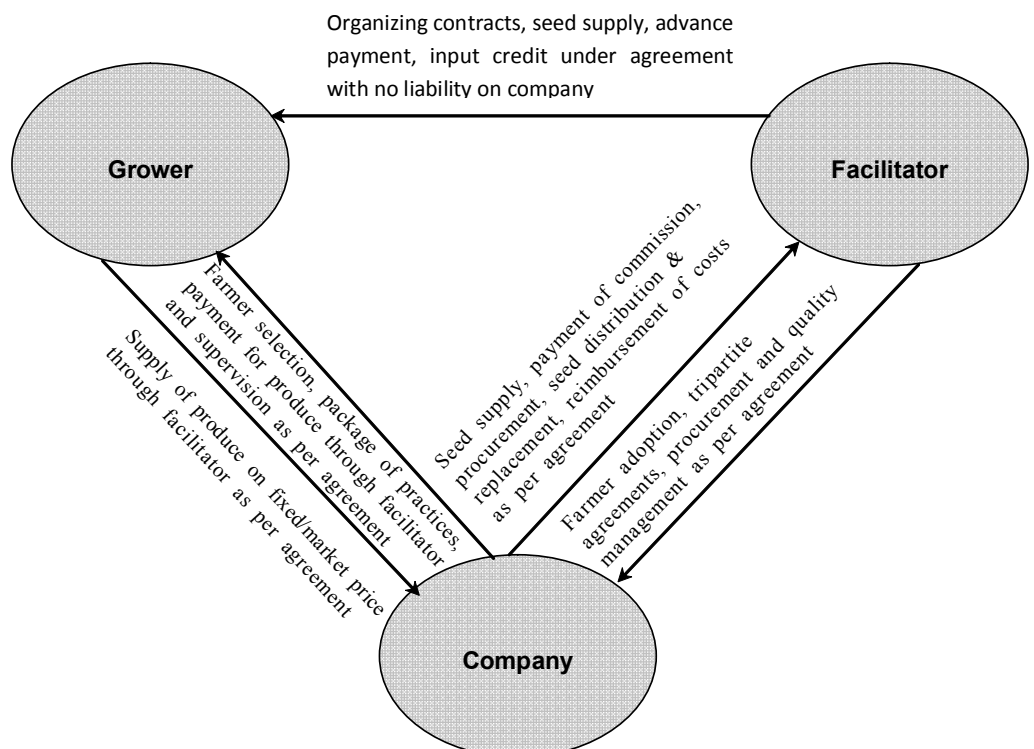 Organizing contracts, seed supply, advance
payment, input credit under agreement
with no liability on company
Grower
Facilitator
Farmer selection, package of practices,
payment for produce through facilitator
and supervision as per agreement
Supply of produce on fixed/market price
through facilitator as per agreement
Seed supply, payment of commission,
procurement, seed distribution &
replacement, reimbursement of costs
as per agreement
Farmer adoption, tripartite
agreements, procurement and quality
management as per agreement
Company